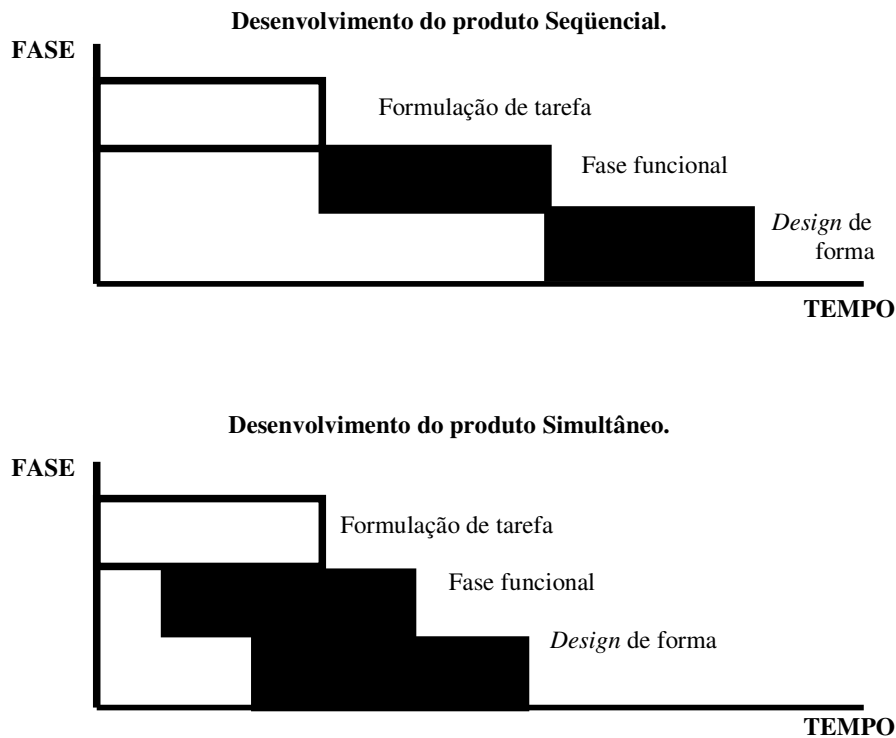 Desenvolvimento do produto Seqüencial.
FASE
Formulação de tarefa
Fase funcional
Design de
forma
TEMPO
Desenvolvimento do produto Simultâneo.
FASE
Formulação de tarefa
Fase funcional
Design de forma
TEMPO